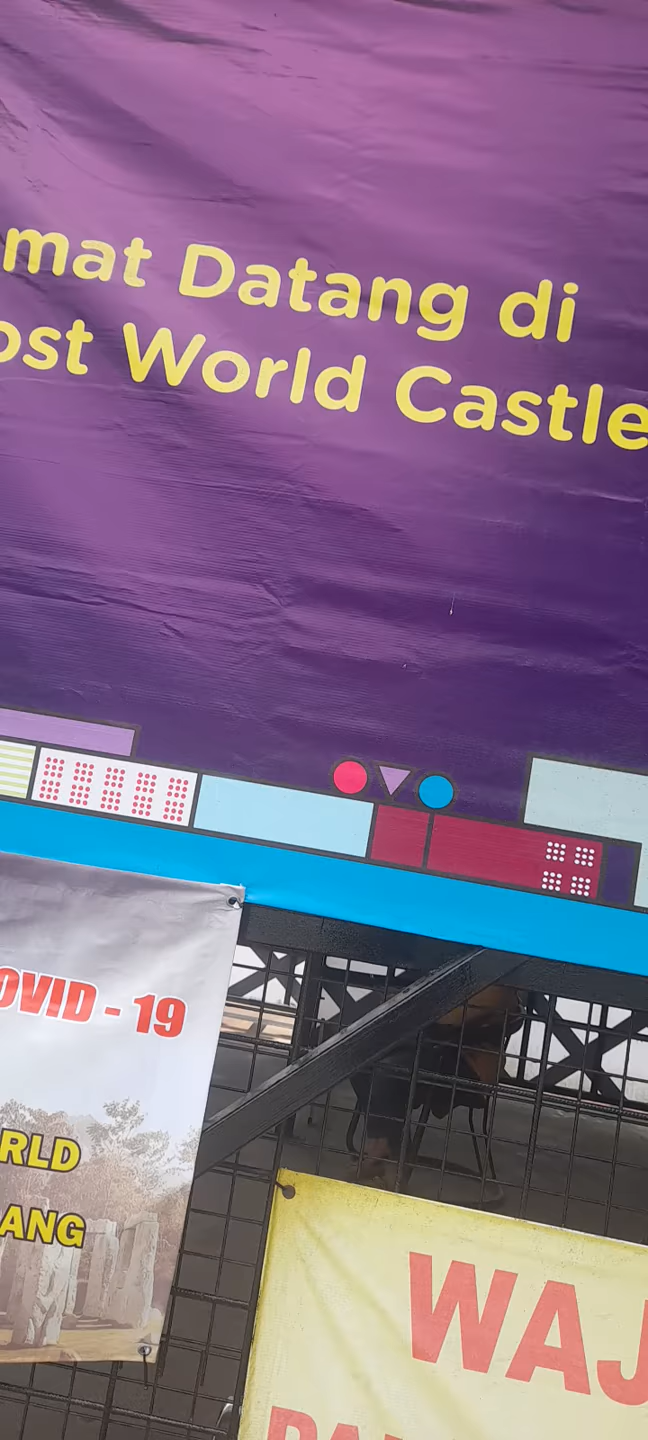 mat Datang di
ost World Castle
OVID - 19
RLD
ANG
WAJ